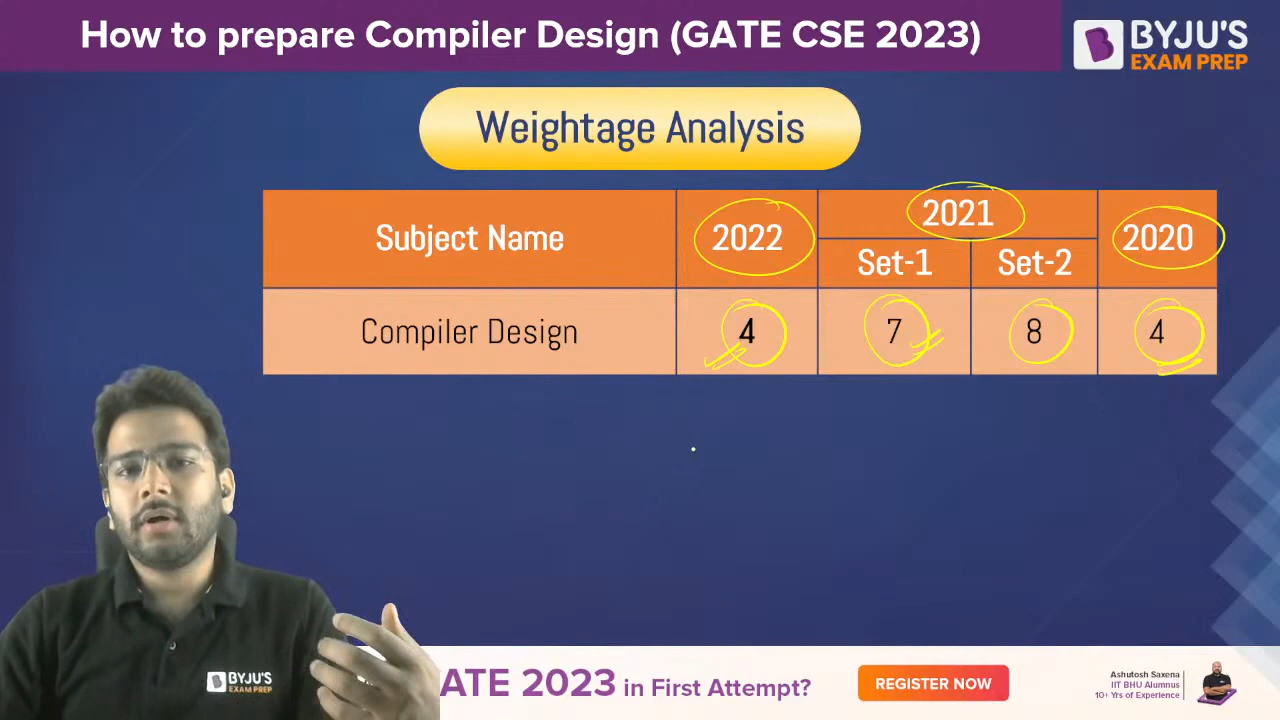 How to prepare Compiler Design (GATE CSE 2023)
BYJU'S
EXAM PREP
Weightage Analysis
Subject Name
2022
2021
2020
Set-1
Set-2
Compiler Design
4
7
8
4
BYJU'S
EXAM PREP
ATE 2023 in First Attempt?
REGISTER NOW
Ashutosh Saxena
IIT BHU Alumnus
10+ Yrs of Experience